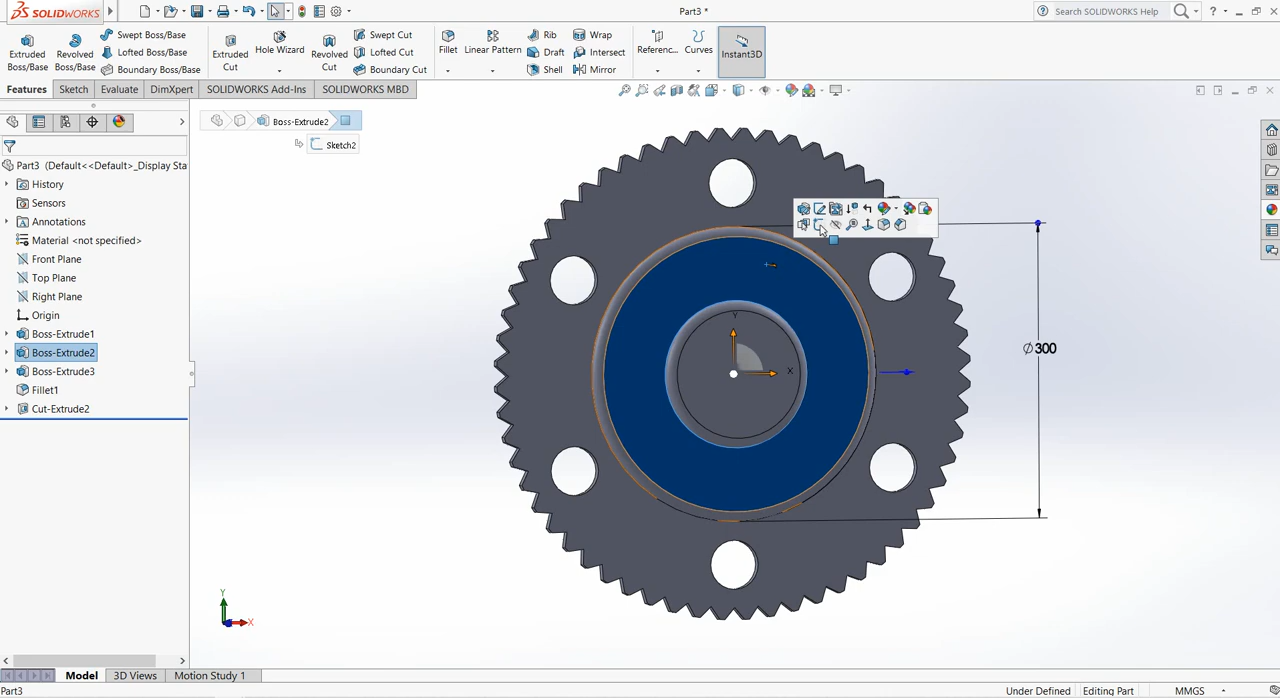 SOLIDWORKS
Part3 *
Search SOLIDWORKS Help
?
Extruded
Boss/Base
Revolved
Boss/Base
Swept Boss/Base
Lofted Boss/Base
Boundary Boss/Base
Extruded
Cut
Hole Wizard
Revolved
Cut
Swept Cut
Lofted Cut
Boundary Cut
Fillet
Linear Pattern
Rib
Draft
Shell
Wrap
Intersect
Mirror
Referenc...
Curves
Instant3D
Features
Sketch
Evaluate
DimXpert
SOLIDWORKS Add-Ins
SOLIDWORKS MBD
Boss-Extrude2
Sketch2
Part3 (Default<<Default>_Display Sta
History
Sensors
Annotations
Material <not specified>
Front Plane
Top Plane
Right Plane
Origin
Boss-Extrude1
Boss-Extrude2
Boss-Extrude3
Fillet1
Cut-Extrude2
Ø300
Y
X
Y
X
Model
3D Views
Motion Study 1
Part3
Under Defined
Editing Part
MMGS